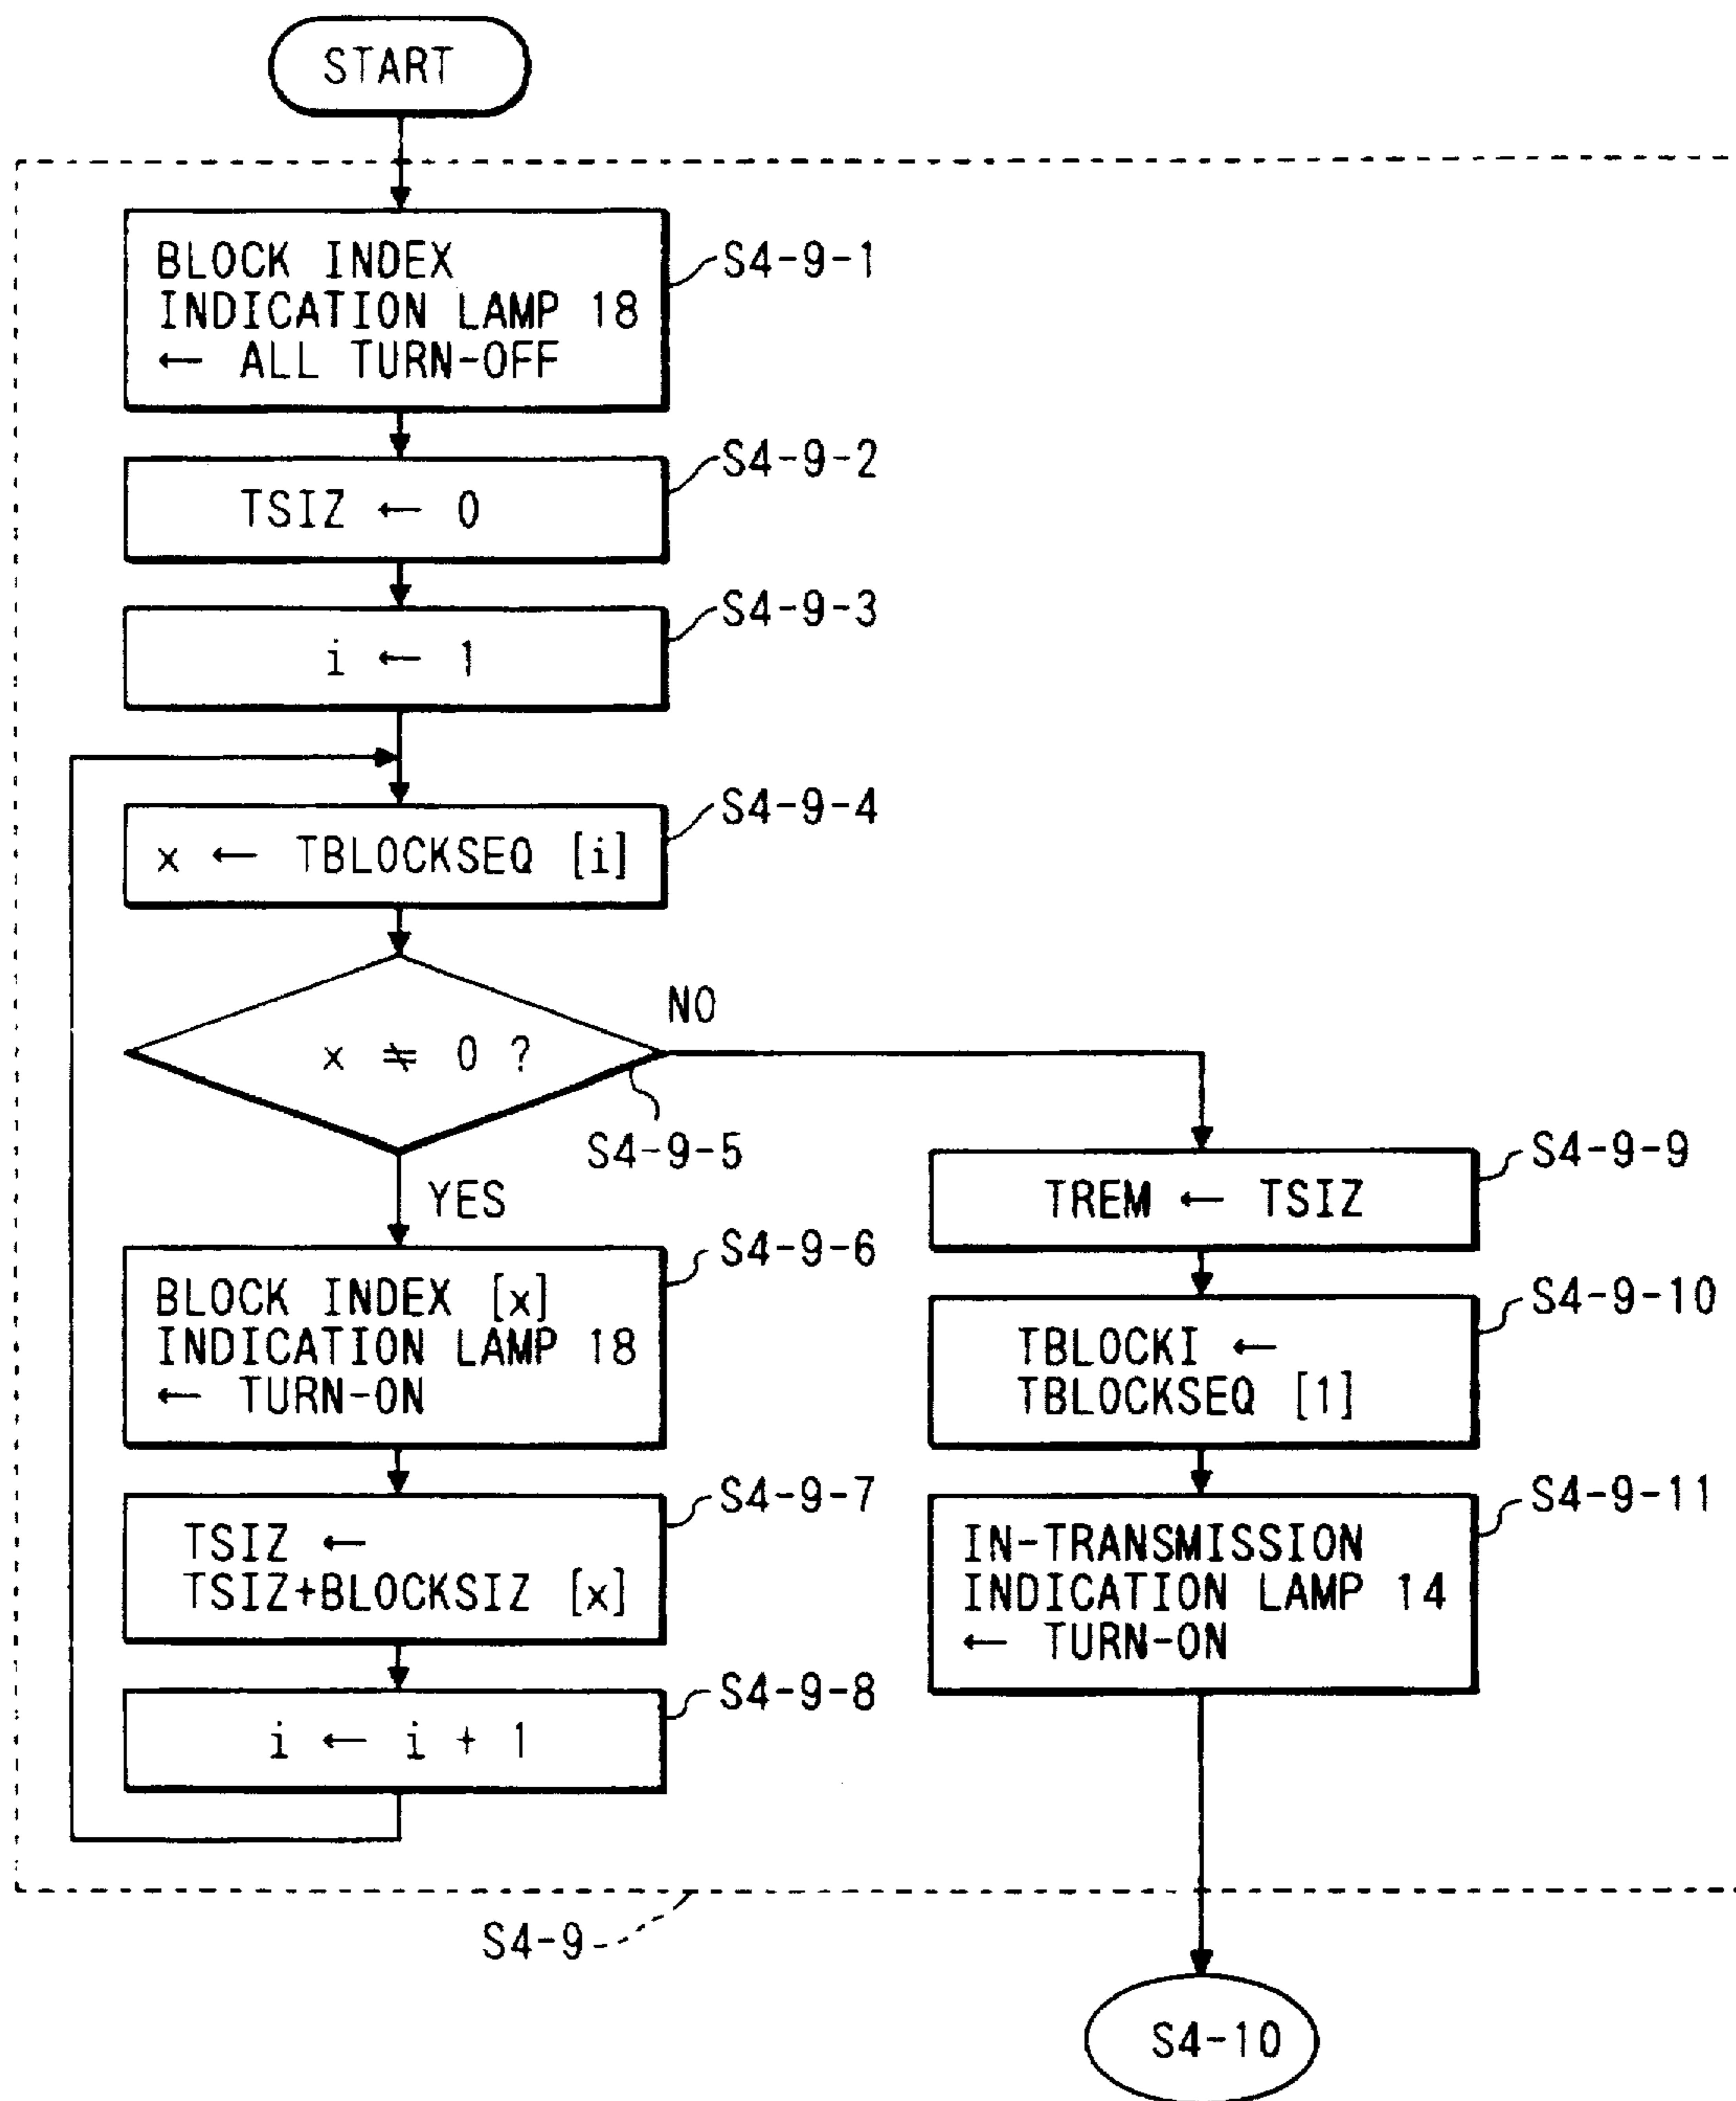 START
BLOCK INDEX
INDICATION LAMP 18
← ALL TURN-OFF
S4-9-1
TSIZ ← 0
S4-9-2
i ← 1
S4-9-3
x ← TBLOCKSEQ [i]
S4-9-4
x ≠ 0 ?
NO
S4-9-5
YES
BLOCK INDEX [x]
INDICATION LAMP 18
← TURN-ON
S4-9-6
TSIZ ←
TSIZ+BLOCKSIZ [x]
S4-9-7
i ← i + 1
S4-9-8
TREM ← TSIZ
S4-9-9
TBLOCKI ←
TBLOCKSEQ [1]
S4-9-10
IN-TRANSMISSION
INDICATION LAMP 14
← TURN-ON
S4-9-11
S4-9
S4-10